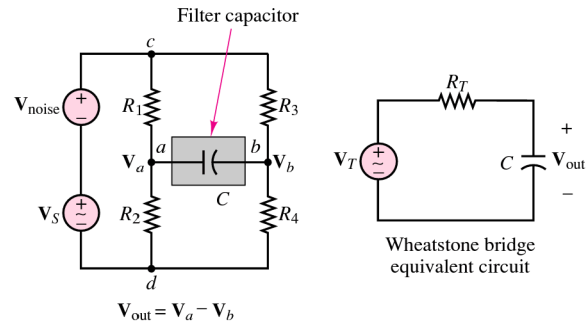 Filter capacitor
c
V_noise
+
−
R_1
R_3
a
b
V_a
V_b
C
V_S
+
~
−
R_2
R_4
d
V_out = V_a − V_b
R_T
V_T
+
~
−
C
+
V_out
−
Wheatstone bridge
equivalent circuit